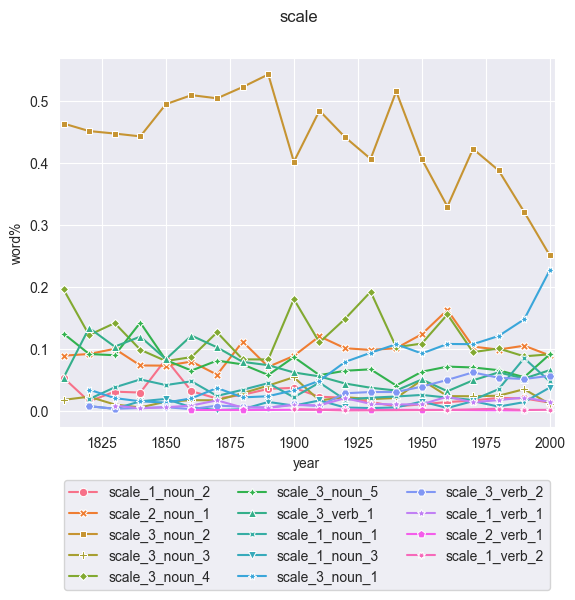 scale
word%
0.5
0.4
0.3
0.2
0.1
0.0
1825 1850 1875 1900 1925 1950 1975 2000
year
scale_1_noun_2 scale_3_noun_5 scale_3_verb_2
scale_2_noun_1 scale_3_verb_1 scale_1_verb_1
scale_3_noun_2 scale_1_noun_1 scale_2_verb_1
scale_3_noun_3 scale_1_noun_3 scale_1_verb_2
scale_3_noun_4 scale_3_noun_1